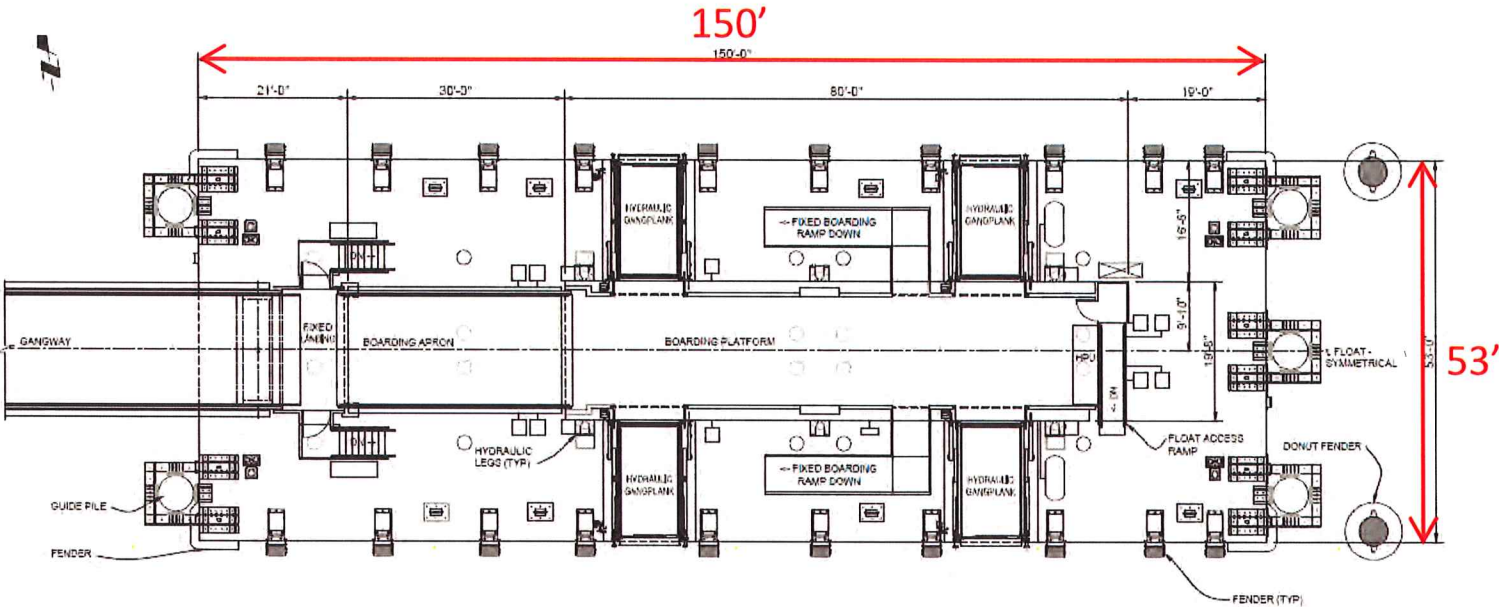 150’
150'-0"
21'-0"
30'-0"
80'-0"
19'-0"
HYDRAULIC
GANGPLANK
<- FIXED BOARDING
RAMP DOWN
HYDRAULIC
GANGPLANK
16'-6"
DN
GANGWAY
FIXED
LANDING
BOARDING APRON
BOARDING PLATFORM
HPU
9'-10"
19'-8"
<- DN
℄ FLOAT -
SYMMETRICAL
53'-0"
53’
DN
HYDRAULIC
LEGS (TYP)
HYDRAULIC
GANGPLANK
<- FIXED BOARDING
RAMP DOWN
HYDRAULIC
GANGPLANK
FLOAT ACCESS
RAMP
DONUT FENDER
GUIDE PILE
FENDER
FENDER (TYP)